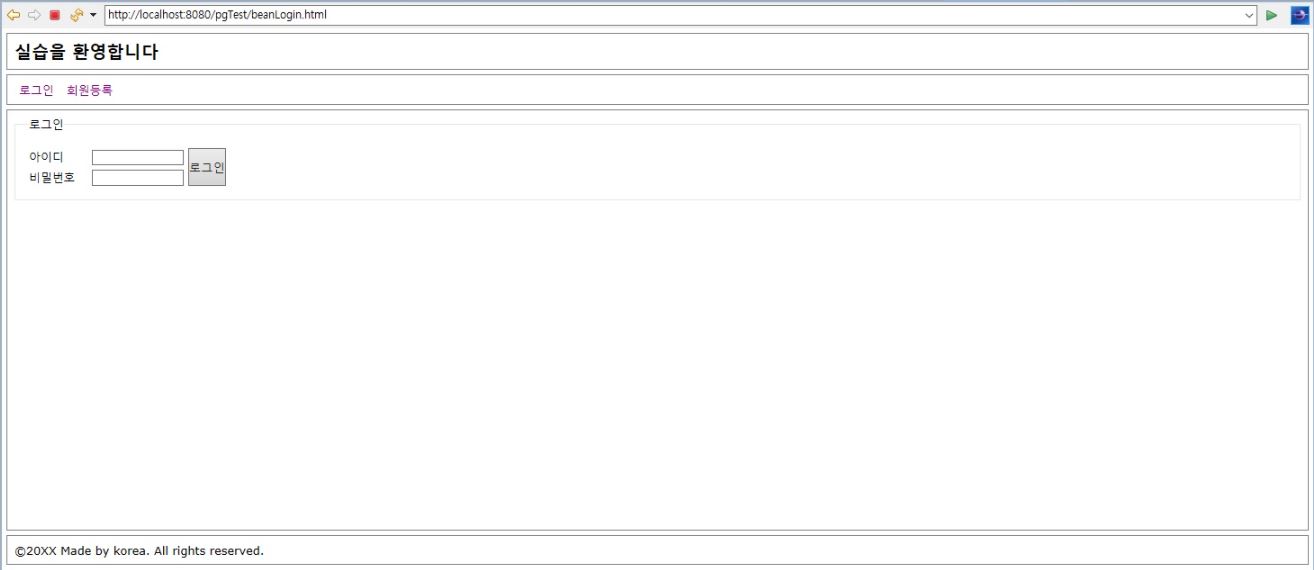 http://localhost:8080/pgTest/beanLogin.html
실습을 환영합니다
로그인 회원등록
로그인
아이디
로그인
비밀번호
©20XX Made by korea. All rights reserved.